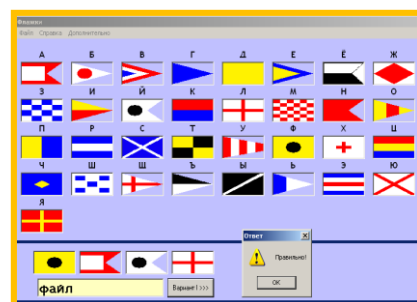 Флажки
Файл Справка Дополнительно
А Б В Г Д Е Ё Ж
З И Й К Л М Н О
П Р С Т У Ф Х Ц
Ч Ш Щ Ъ Ы Ь Э Ю
Я
Ответ
Правильно!
OK
файл
Вариант! >>>